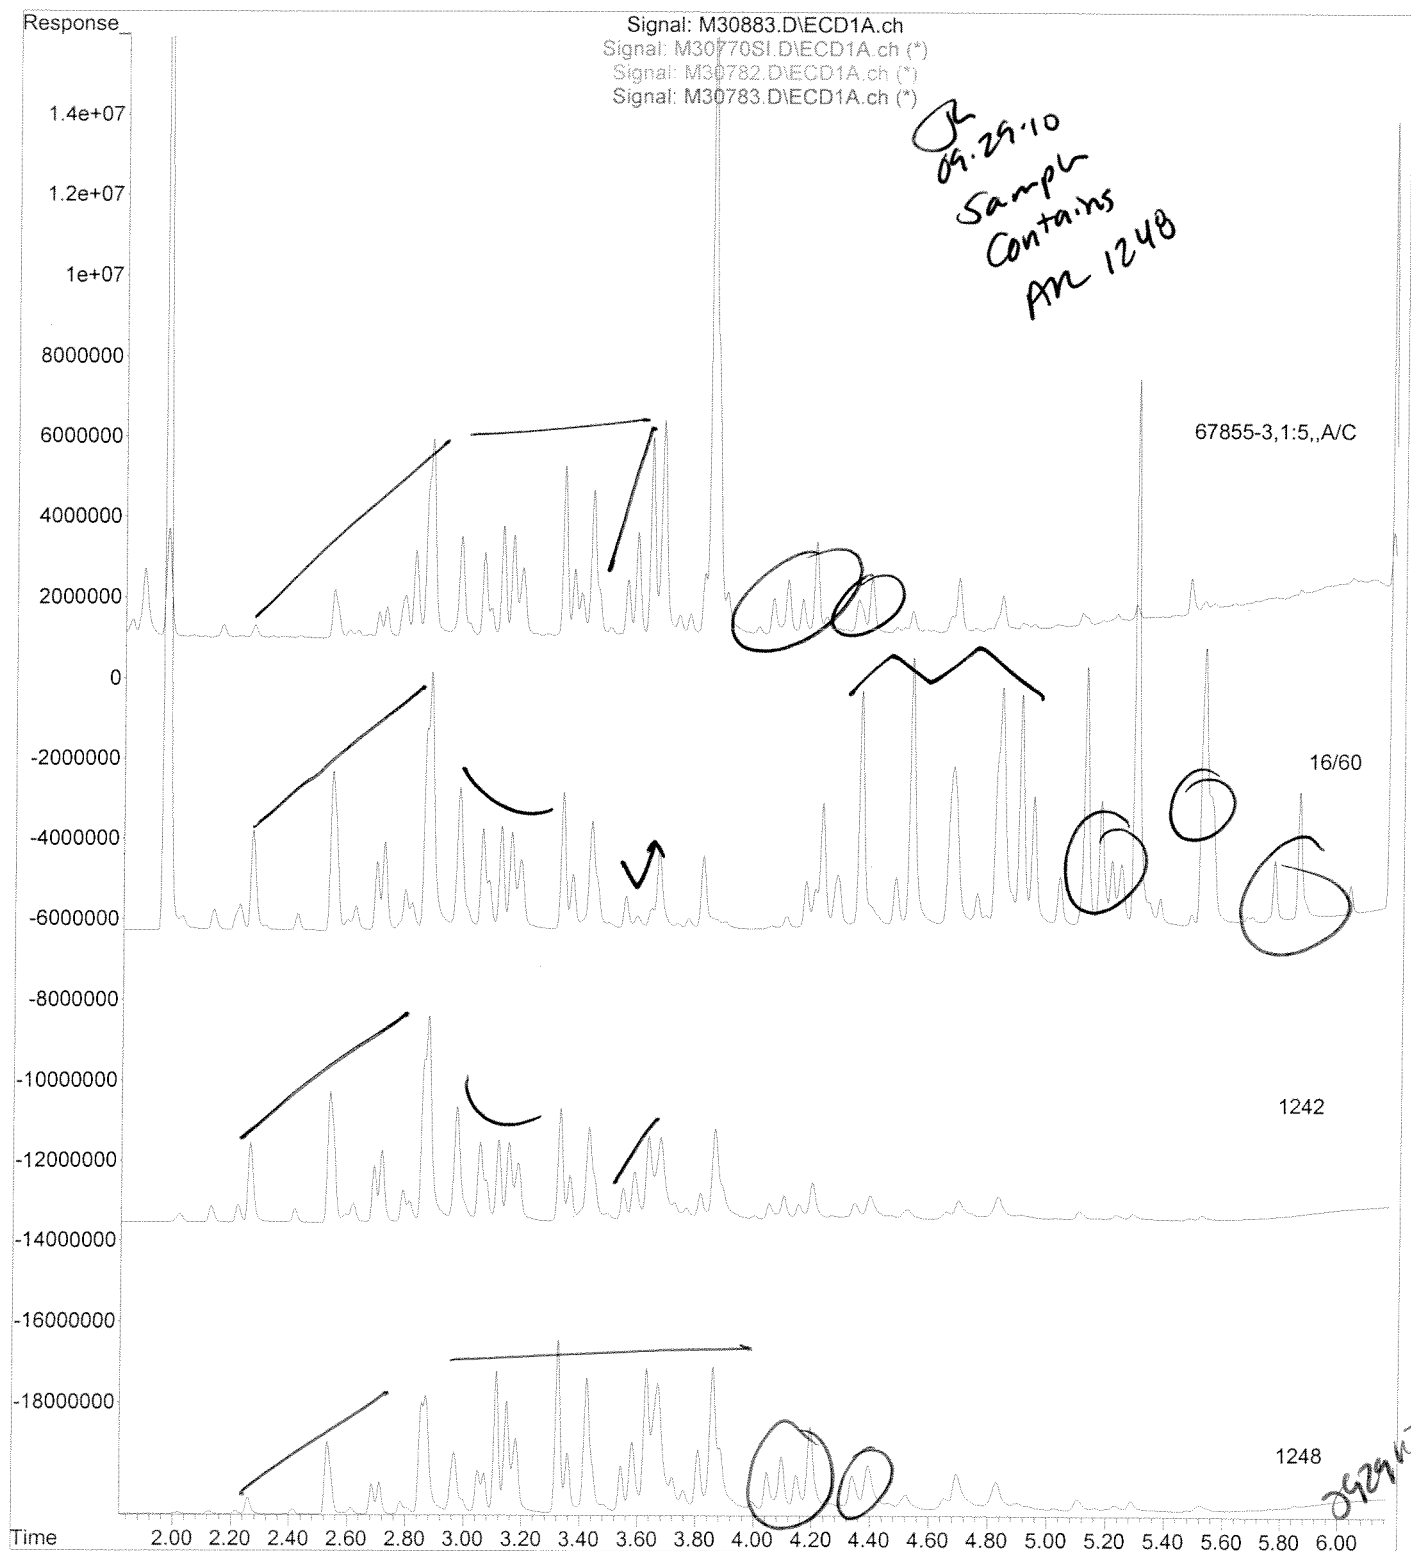 Response_
Signal: M30883.D\ECD1A.ch
Signal: M30770SI.D\ECD1A.ch (*)
Signal: M30782.D\ECD1A.ch (*)
Signal: M30783.D\ECD1A.ch (*)
09.29.10
Sample
Contains
AR 1248
1.4e+07
1.2e+07
1e+07
8000000
6000000
67855-3,1:5,,A/C
4000000
2000000
0
-2000000
16/60
-4000000
-6000000
-8000000
-10000000
1242
-12000000
-14000000
-16000000
-18000000
1248
Time
2.00 2.20 2.40 2.60 2.80 3.00 3.20 3.40 3.60 3.80 4.00 4.20 4.40 4.60 4.80 5.00 5.20 5.40 5.60 5.80 6.00